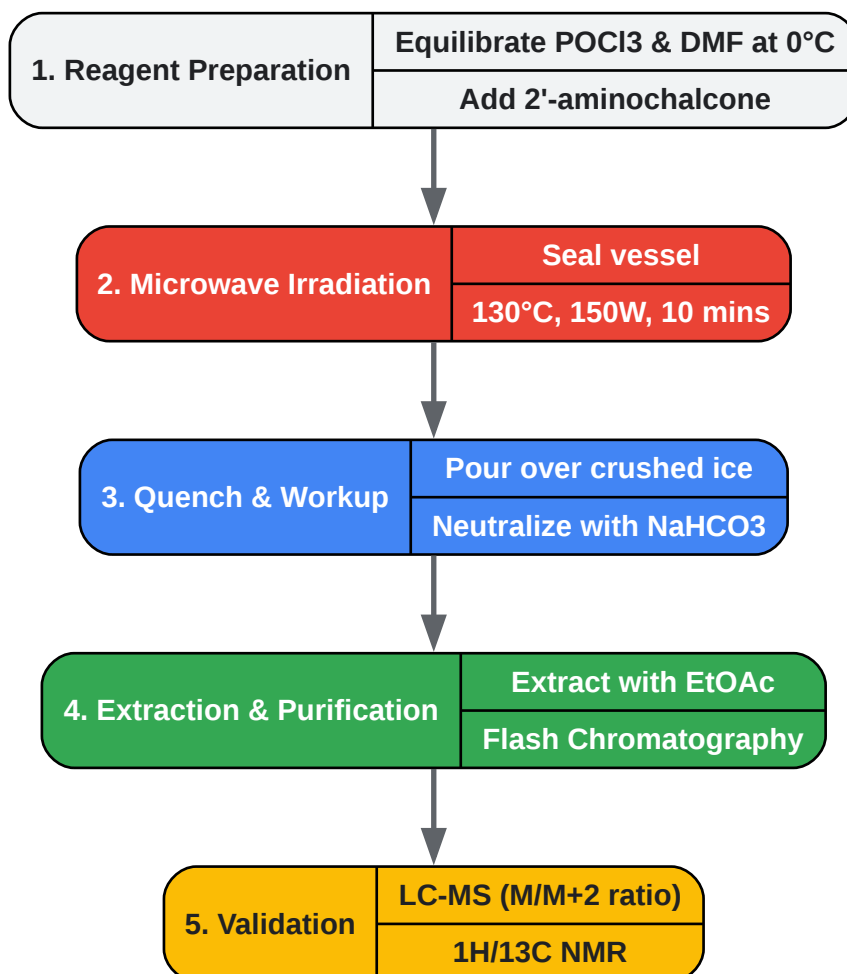 1. Reagent Preparation
Equilibrate POCl3 & DMF at 0°C
Add 2'-aminochalcone
2. Microwave Irradiation
Seal vessel
130°C, 150W, 10 mins
3. Quench & Workup
Pour over crushed ice
Neutralize with NaHCO3
4. Extraction & Purification
Extract with EtOAc
Flash Chromatography
5. Validation
LC-MS (M/M+2 ratio)
1H/13C NMR